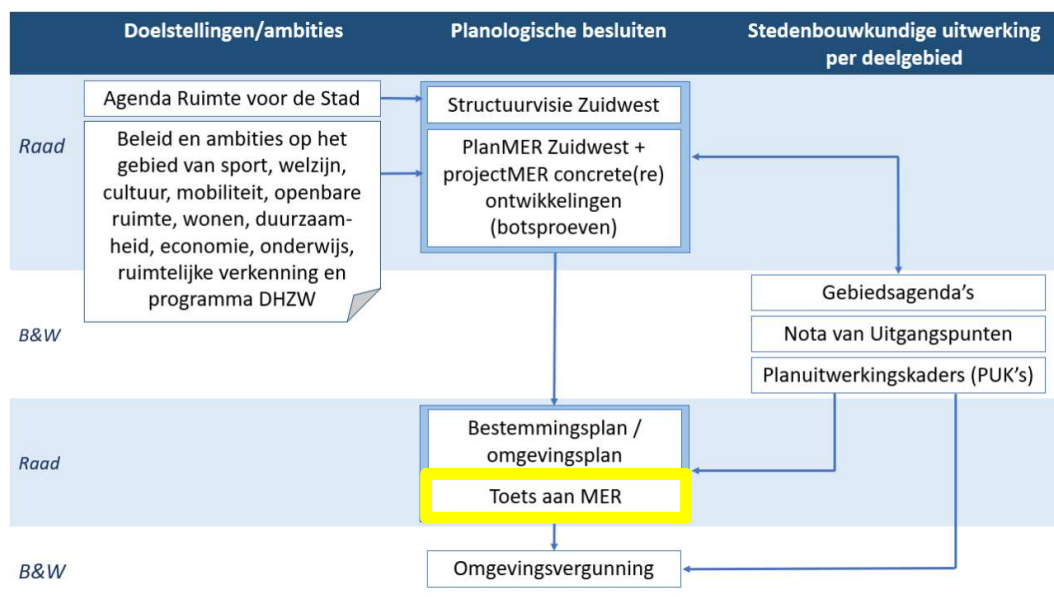 Doelstellingen/ambities
Planologische besluiten
Stedenbouwkundige uitwerking
per deelgebied
Raad
Agenda Ruimte voor de Stad
Beleid en ambities op het
gebied van sport, welzijn,
cultuur, mobiliteit, openbare
ruimte, wonen, duurzaam-
heid, economie, onderwijs,
ruimtelijke verkenning en
programma DHZW
Structuurvisie Zuidwest
PlanMER Zuidwest +
projectMER concrete(re)
ontwikkelingen
(botsproeven)
B&W
Gebiedsagenda's
Nota van Uitgangspunten
Planuitwerkingskaders (PUK's)
Raad
Bestemmingsplan /
omgevingsplan
Toets aan MER
B&W
Omgevingsvergunning